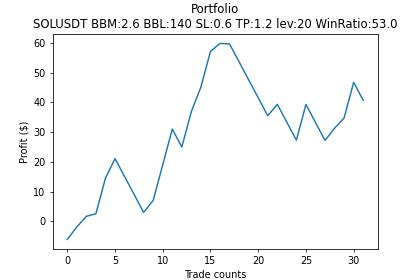 Portfolio
SOLUSDT BBM:2.6 BBL:140 SL:0.6 TP:1.2 lev:20 WinRatio:53.0
60
50
40
30
20
10
0
Profit ($)
0 5 10 15 20 25 30
Trade counts